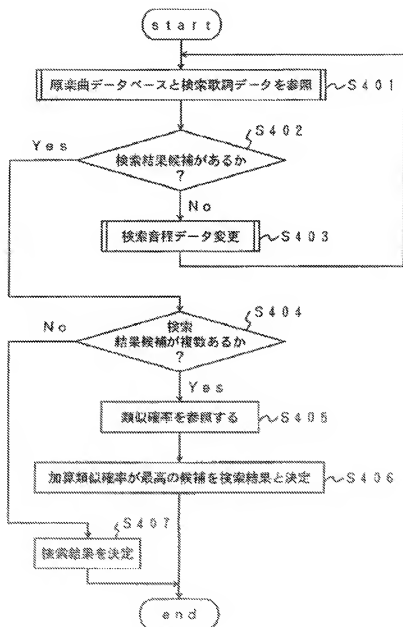 start
原楽曲データベースと検索歌詞データを参照
S401
S402
Yes
検索結果候補があるか
?
No
検索音程データ変更
S403
S404
No
検索
結果候補が複数あるか
?
Yes
類似確率を参照する
S405
加算類似確率が最高の候補を検索結果と決定
S406
S407
検索結果を決定
end